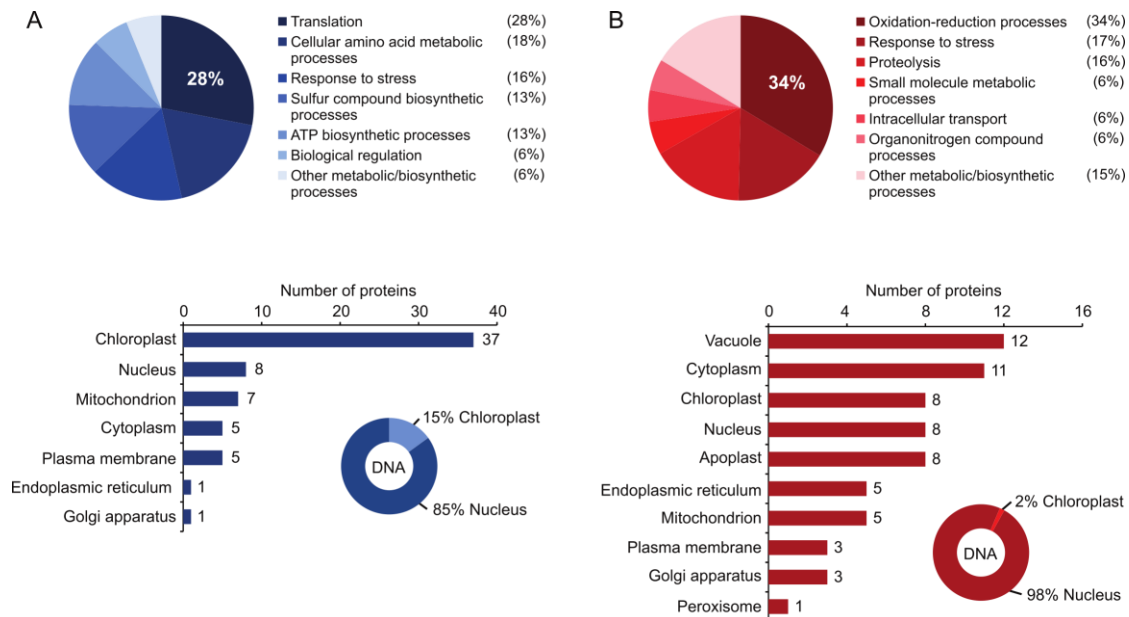 A
28%
Translation (28%)
Cellular amino acid metabolic (18%)
processes
Response to stress (16%)
Sulfur compound biosynthetic (13%)
processes
ATP biosynthetic processes (13%)
Biological regulation (6%)
Other metabolic/biosynthetic (6%)
processes
B
34%
Oxidation-reduction processes (34%)
Response to stress (17%)
Proteolysis (16%)
Small molecule metabolic (6%)
processes
Intracellular transport (6%)
Organonitrogen compound (6%)
processes
Other metabolic/biosynthetic (15%)
processes
Number of proteins
0 10 20 30 40
Chloroplast 37
Nucleus 8
Mitochondrion 7
Cytoplasm 5
Plasma membrane 5
Endoplasmic reticulum 1
Golgi apparatus 1
15% Chloroplast
DNA
85% Nucleus
Number of proteins
0 4 8 12 16
Vacuole 12
Cytoplasm 11
Chloroplast 8
Nucleus 8
Apoplast 8
Endoplasmic reticulum 5
Mitochondrion 5
Plasma membrane 3
Golgi apparatus 3
Peroxisome 1
2% Chloroplast
DNA
98% Nucleus